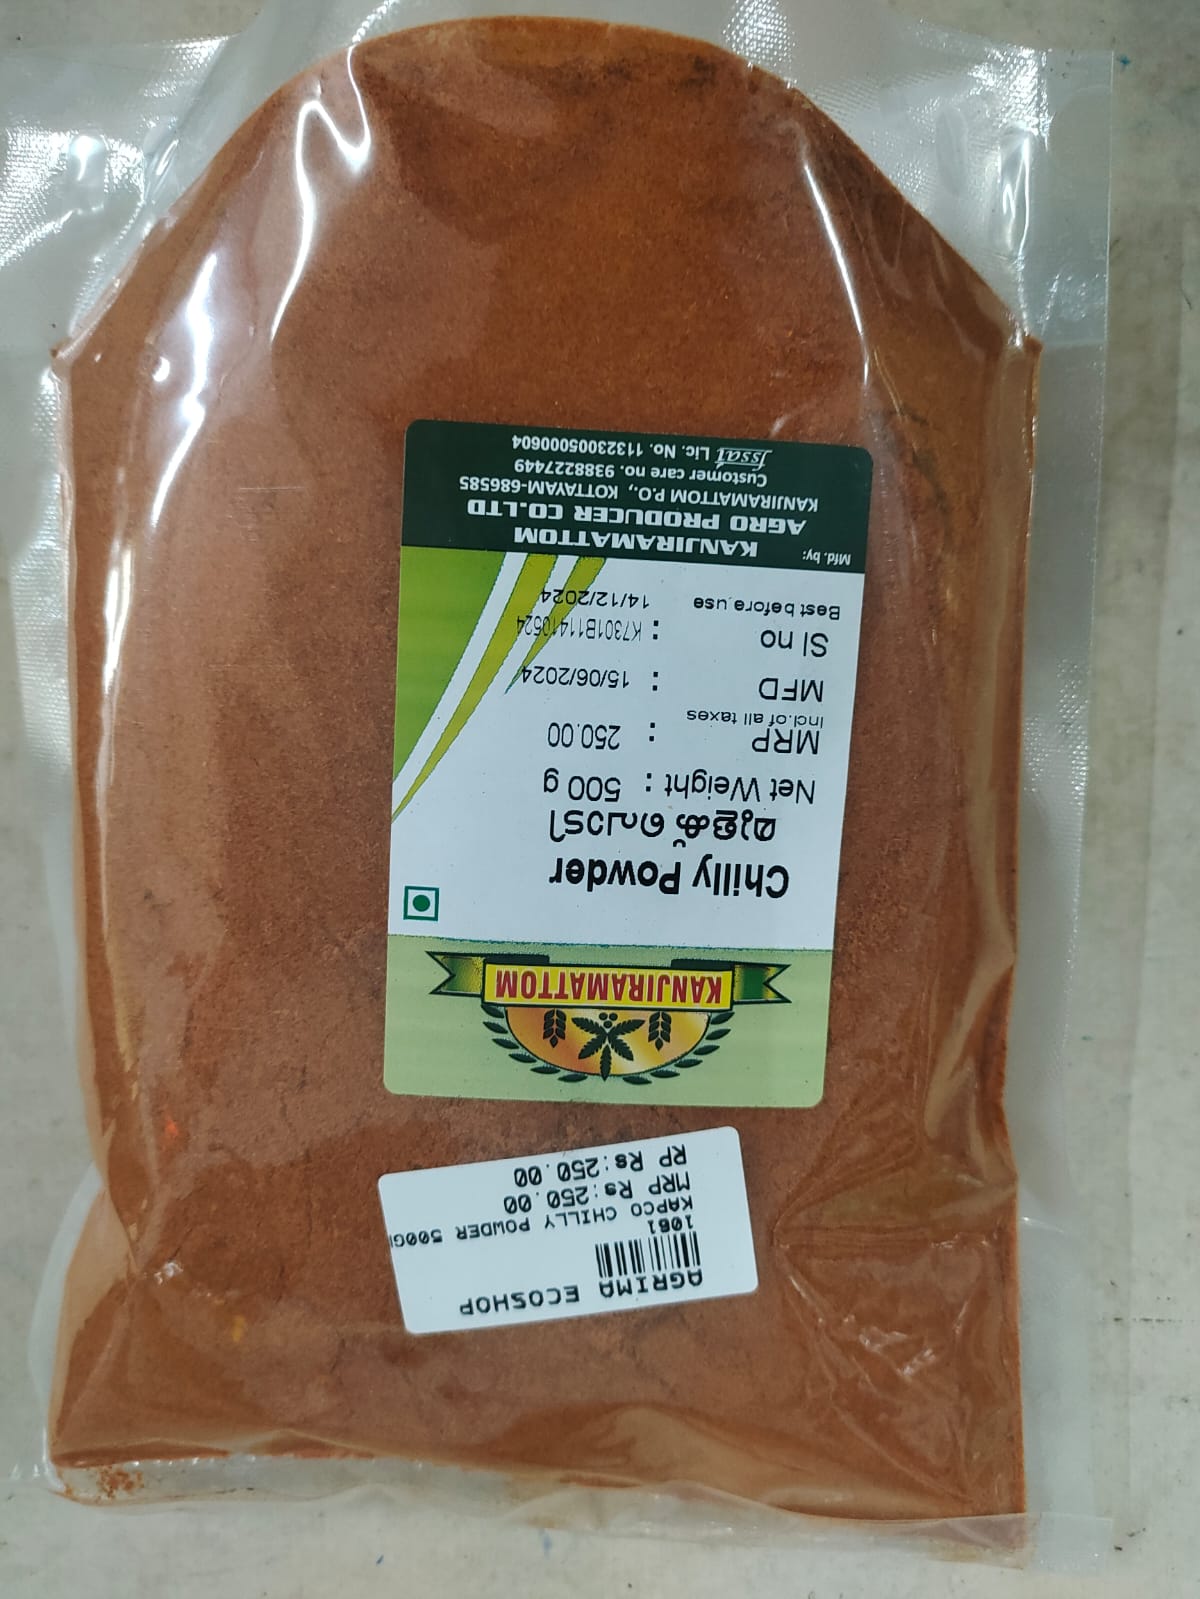 AGRIMA ECOSHOP
1061
KAPCO CHILLY POWDER 500G
MRP Rs:250.00
RP Rs:250.00
KANJIRAMATTOM
Chilly Powder
മുളക് പൊടി
Net Weight : 500 g
MRP : 250.00
Incl.of all taxes
MFD : 15/06/2024
Sl no : K7301B11410524
Best before use 14/12/2024
Mfd. by: KANJIRAMATTOM
AGRO PRODUCER CO.LTD
KANJIRAMATTOM P.O., KOTTAYAM-686585
Customer care no. 9388227449
fssai Lic. No. 11323005000604